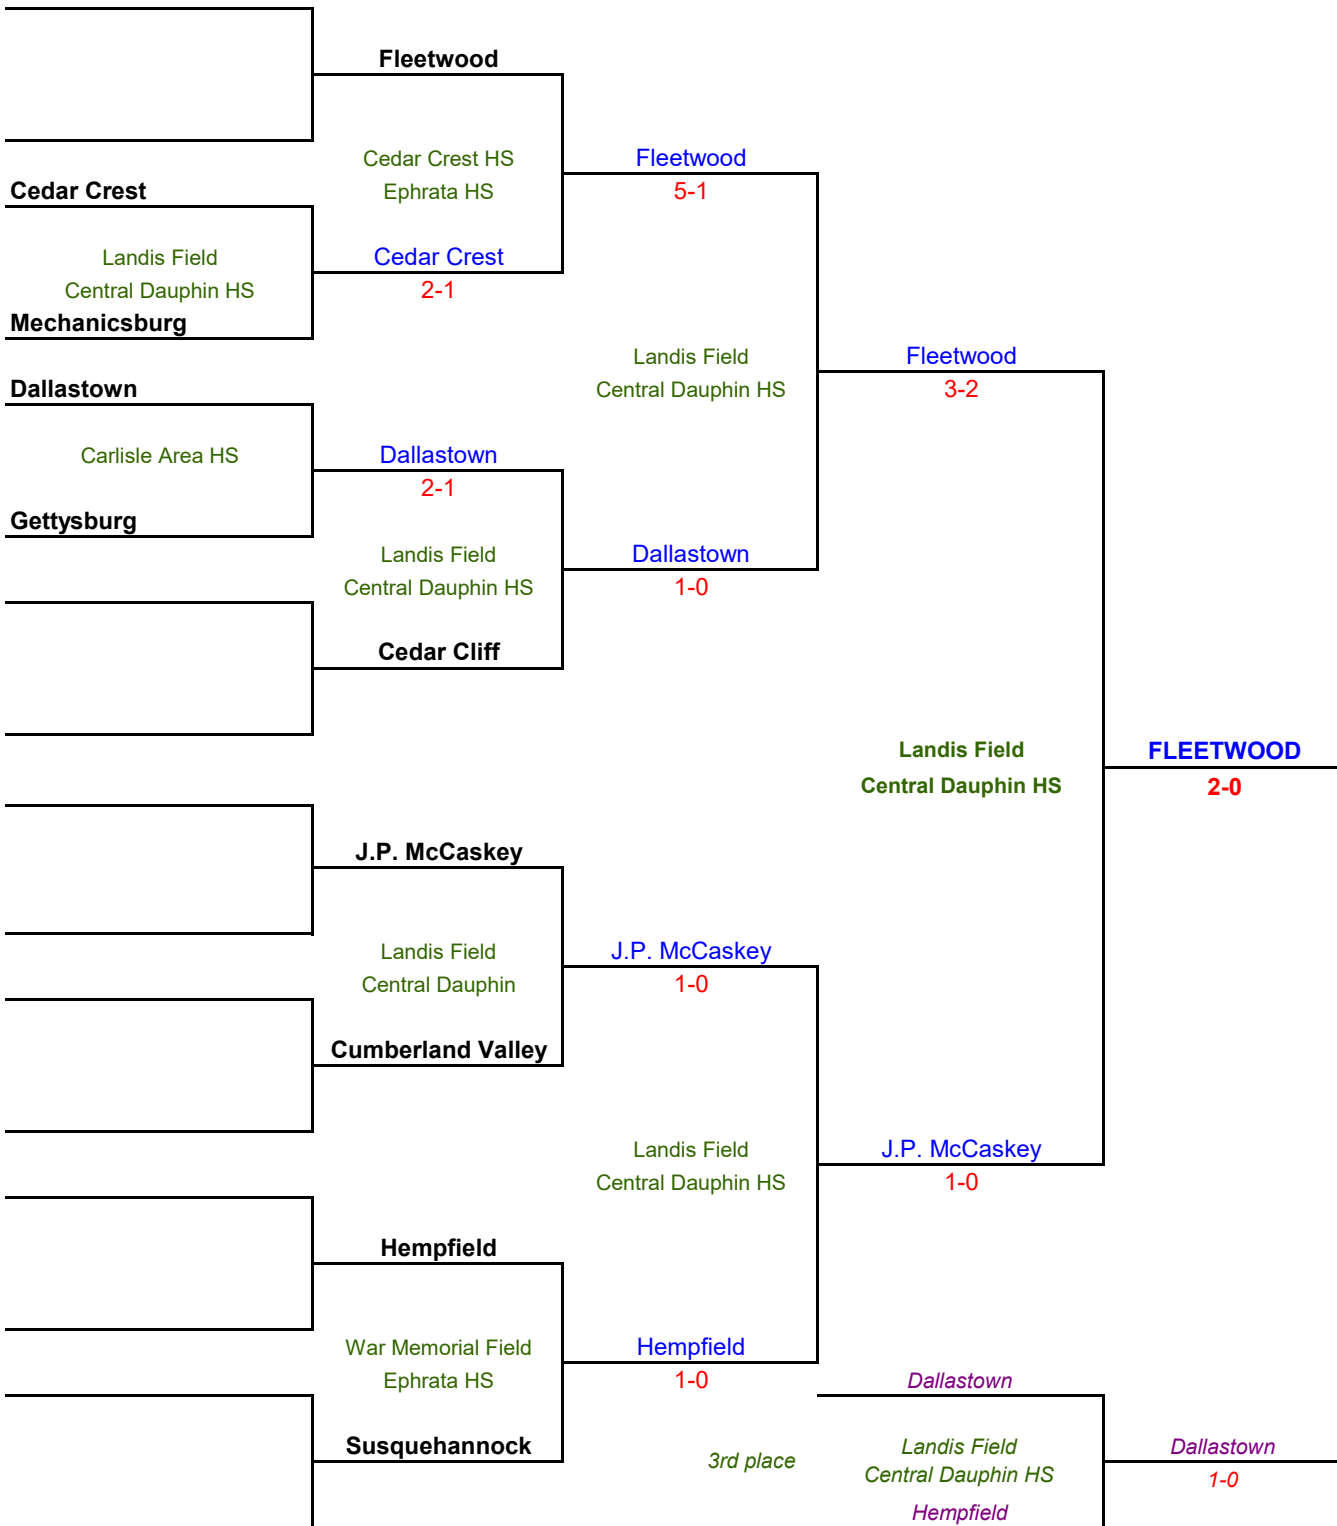 Fleetwood
Cedar Crest HS
Ephrata HS
Fleetwood
5-1
Cedar Crest
Landis Field
Central Dauphin HS
Cedar Crest
2-1
Mechanicsburg
Landis Field
Central Dauphin HS
Fleetwood
3-2
Dallastown
Carlisle Area HS
Dallastown
2-1
Gettysburg
Landis Field
Central Dauphin HS
Dallastown
1-0
Cedar Cliff
Landis Field
Central Dauphin HS
FLEETWOOD
2-0
J.P. McCaskey
Landis Field
Central Dauphin
J.P. McCaskey
1-0
Cumberland Valley
Landis Field
Central Dauphin HS
J.P. McCaskey
1-0
Hempfield
War Memorial Field
Ephrata HS
Hempfield
1-0
Susquehannock
3rd place
Dallastown
Landis Field
Central Dauphin HS
Hempfield
Dallastown
1-0